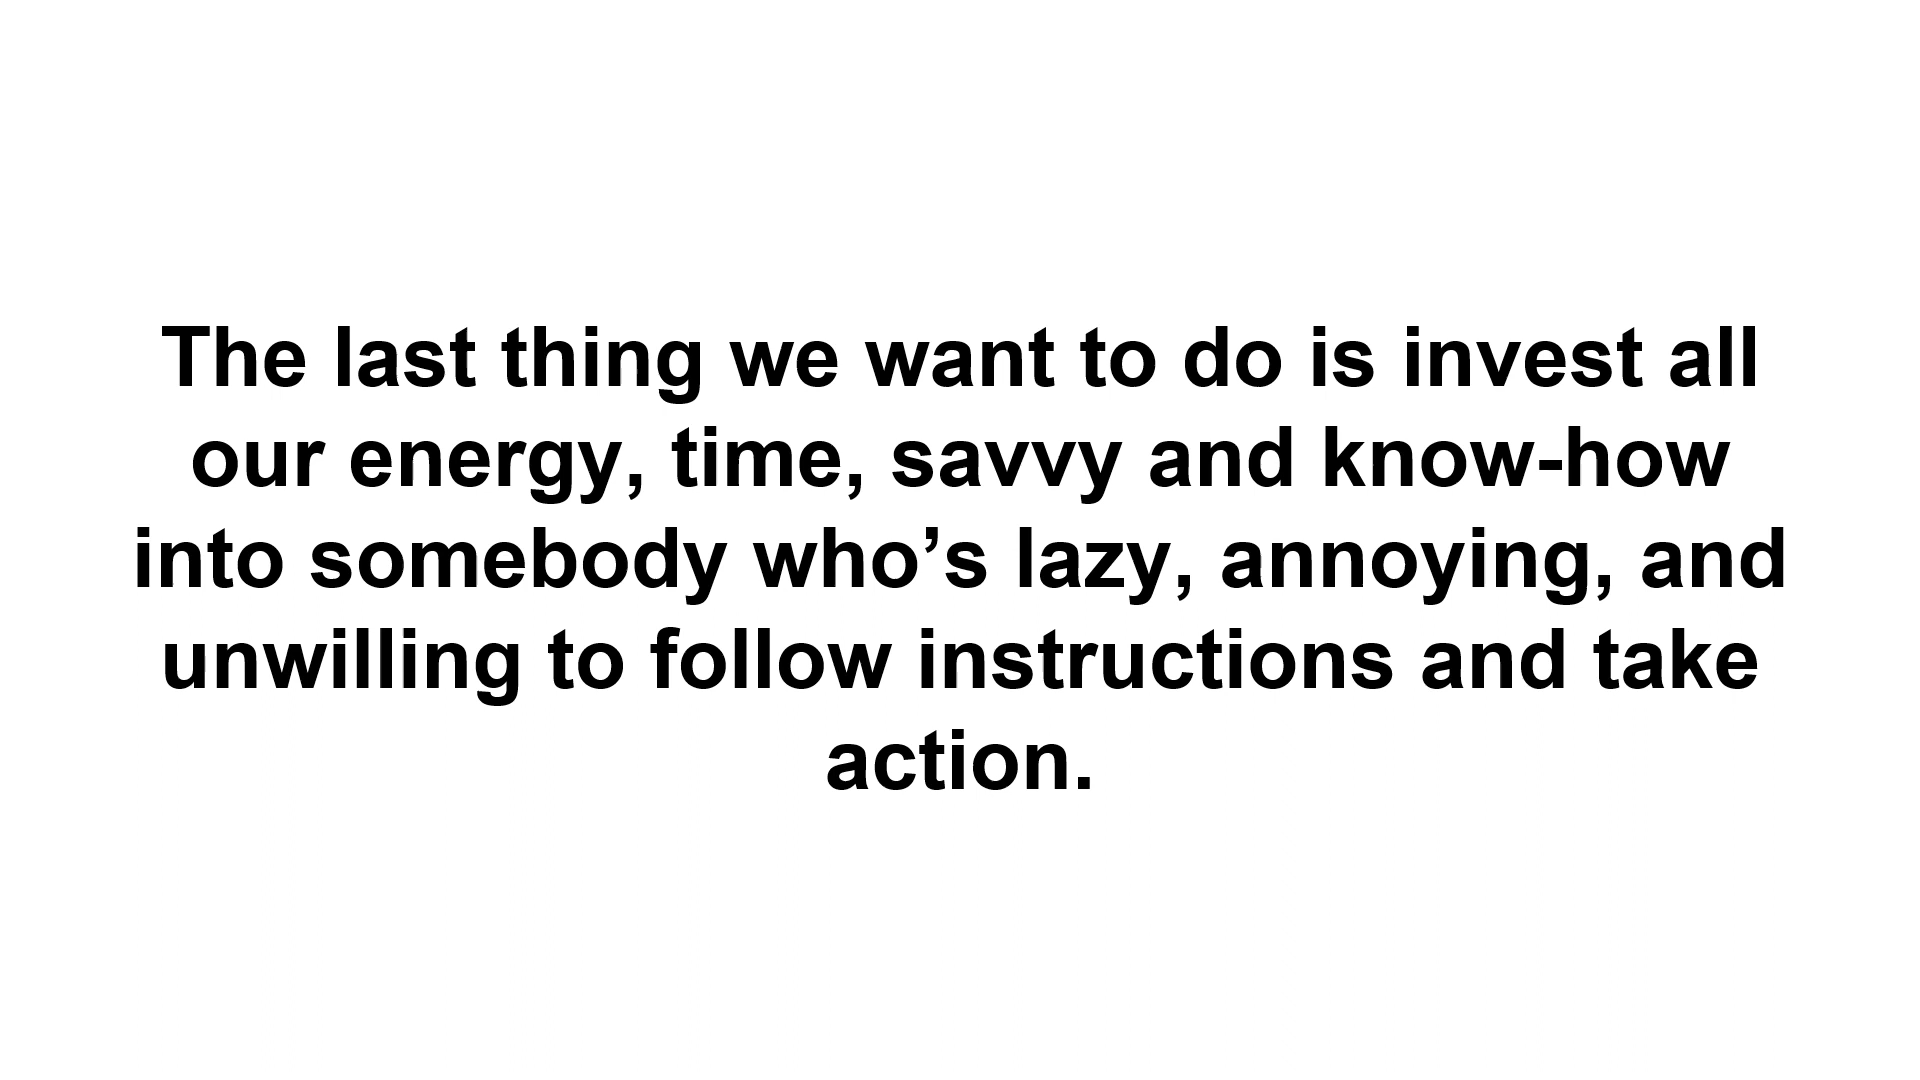 The last thing we want to do is invest all
our energy, time, savvy and know-how
into somebody who’s lazy, annoying, and
unwilling to follow instructions and take
action.